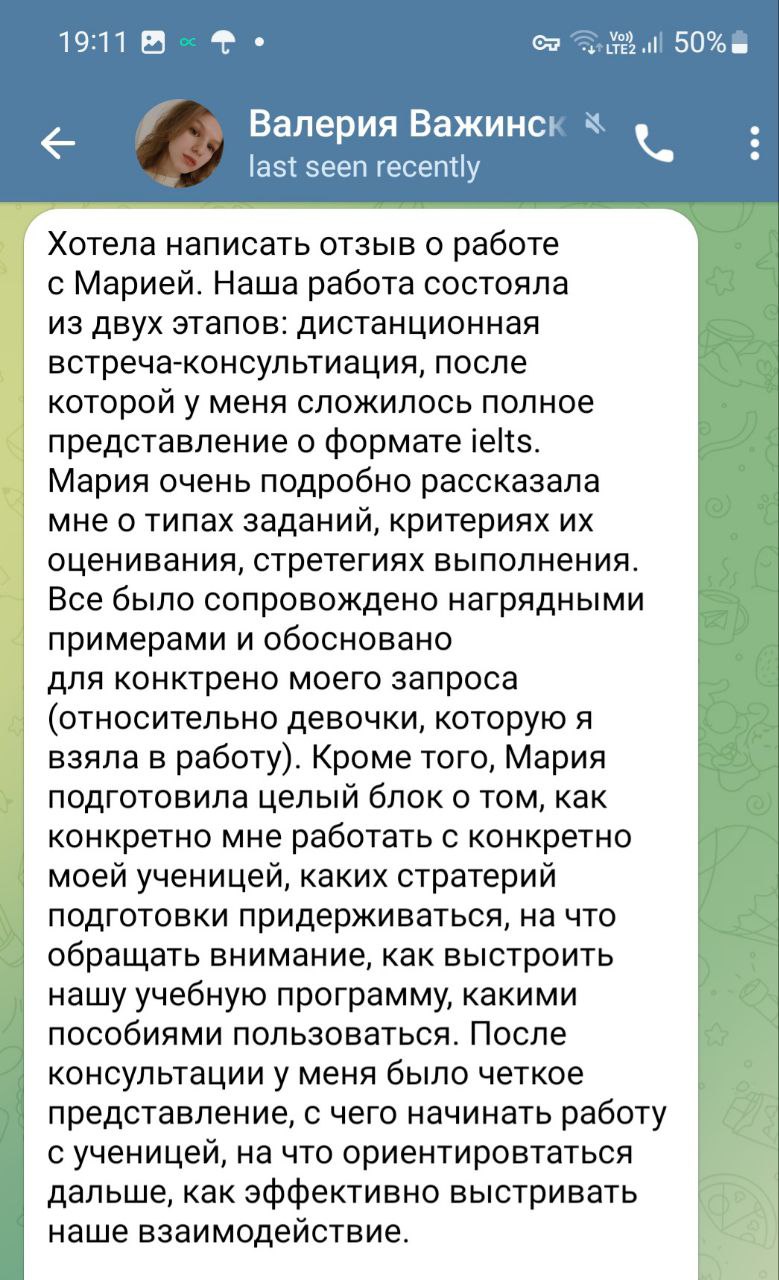 19:11
Vo)) LTE2 50%
Валерия Важинск
last seen recently
Хотела написать отзыв о работе
с Марией. Наша работа состояла
из двух этапов: дистанционная
встреча-консультиация, после
которой у меня сложилось полное
представление о формате ielts.
Мария очень подробно рассказала
мне о типах заданий, критериях их
оценивания, стретегиях выполнения.
Все было сопровождено нагрядными
примерами и обосновано
для конктрено моего запроса
(относительно девочки, которую я
взяла в работу). Кроме того, Мария
подготовила целый блок о том, как
конкретно мне работать с конкретно
моей ученицей, каких стратерий
подготовки придерживаться, на что
обращать внимание, как выстроить
нашу учебную программу, какими
пособиями пользоваться. После
консультации у меня было четкое
представление, с чего начинать работу
с ученицей, на что ориентировтаться
дальше, как эффективно выстривать
наше взаимодействие.